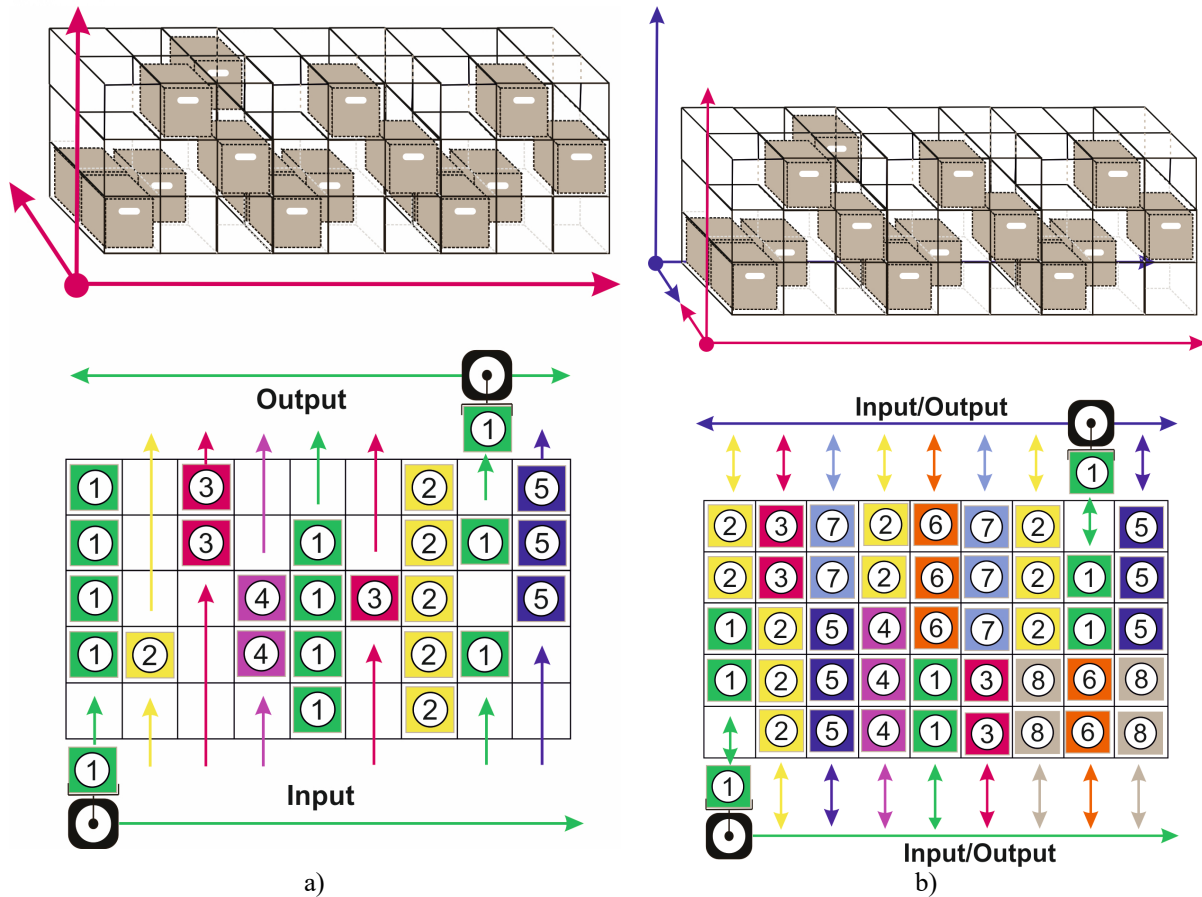 Output
1
1 3 2 5
1 3 1 2 1 5
1 4 1 3 2 5
1 2 4 1 2 1
1 2
1
Input
a)
Input/Output
1
2 3 7 2 6 7 2 5
2 3 7 2 6 7 2 1 5
1 2 5 4 6 7 2 1 5
1 2 5 4 1 3 8 6 8
2 5 4 1 3 8 6 8
1
Input/Output
b)